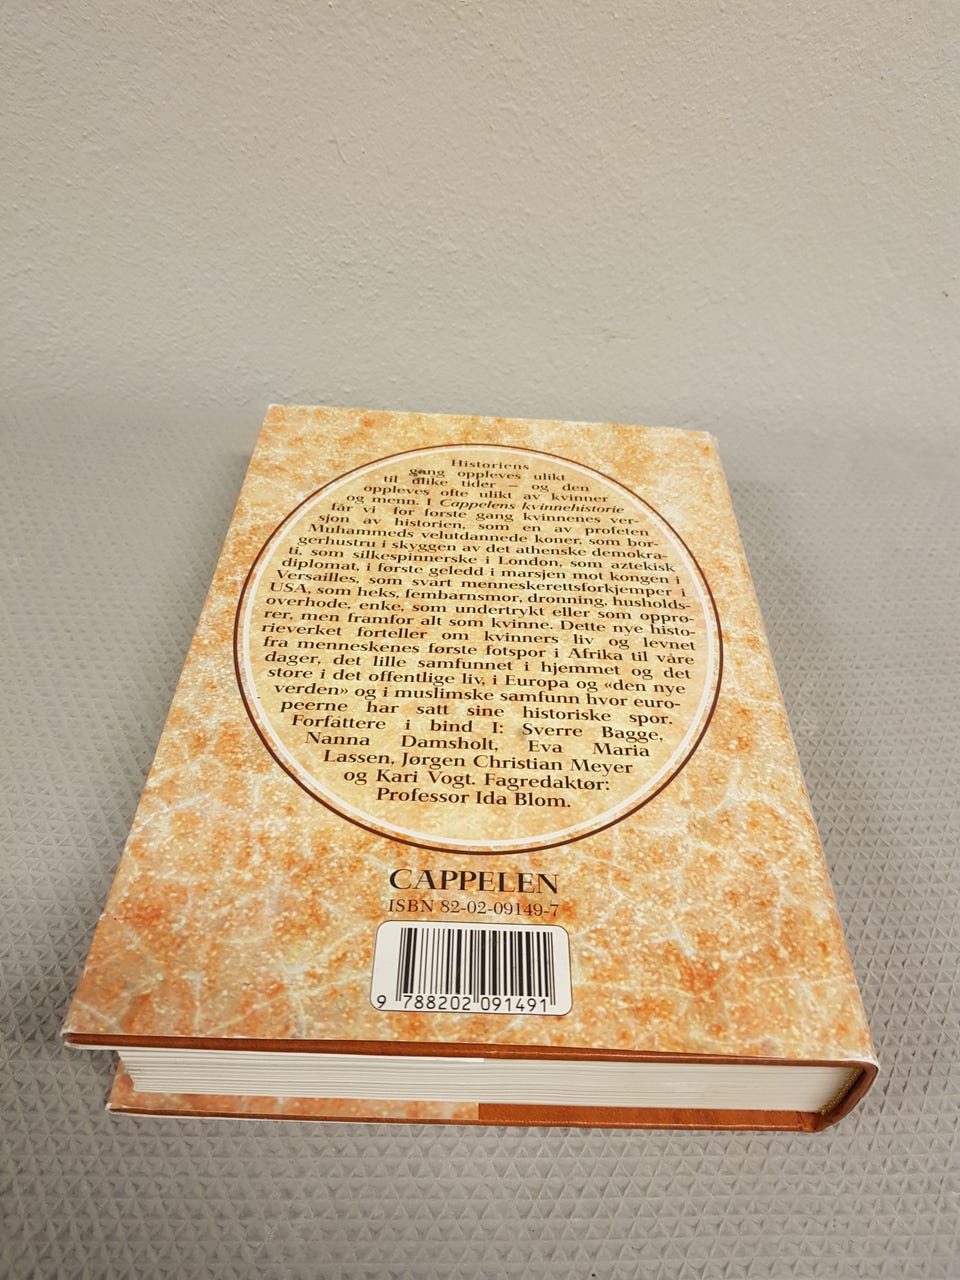 Historiens
gang oppleves ulikt
til ulike tider – og den
oppleves ofte ulikt av kvinner
og menn. I Cappelens kvinnehistorie
får vi for første gang kvinnenes ver-
sjon av historien, som en av profeten
Muhammeds velutdannede koner, som bor-
gerhustru i skyggen av det athenske demokra-
ti, som silkespinnerske i London, som aztekisk
diplomat, i første geledd i marsjen mot kongen i
Versailles, som svart menneskerettsforkjemper i
USA, som heks, fembarnsmor, dronning, husholds-
overhode, enke, som undertrykt eller som opprø-
rer, men framfor alt som kvinne. Dette nye histo-
rieverket forteller om kvinners liv og levnet
fra menneskenes første fotspor i Afrika til våre
dager, det lille samfunnet i hjemmet og det
store i det offentlige liv, i Europa og «den nye
verden» og i muslimske samfunn hvor euro-
peerne har satt sine historiske spor.
Forfattere i bind I: Sverre Bagge,
Nanna Damsholt, Eva Maria
Lassen, Jørgen Christian Meyer
og Kari Vogt. Fagredaktør:
Professor Ida Blom.
CAPPELEN
ISBN 82-02-09149-7
9 788202 091491